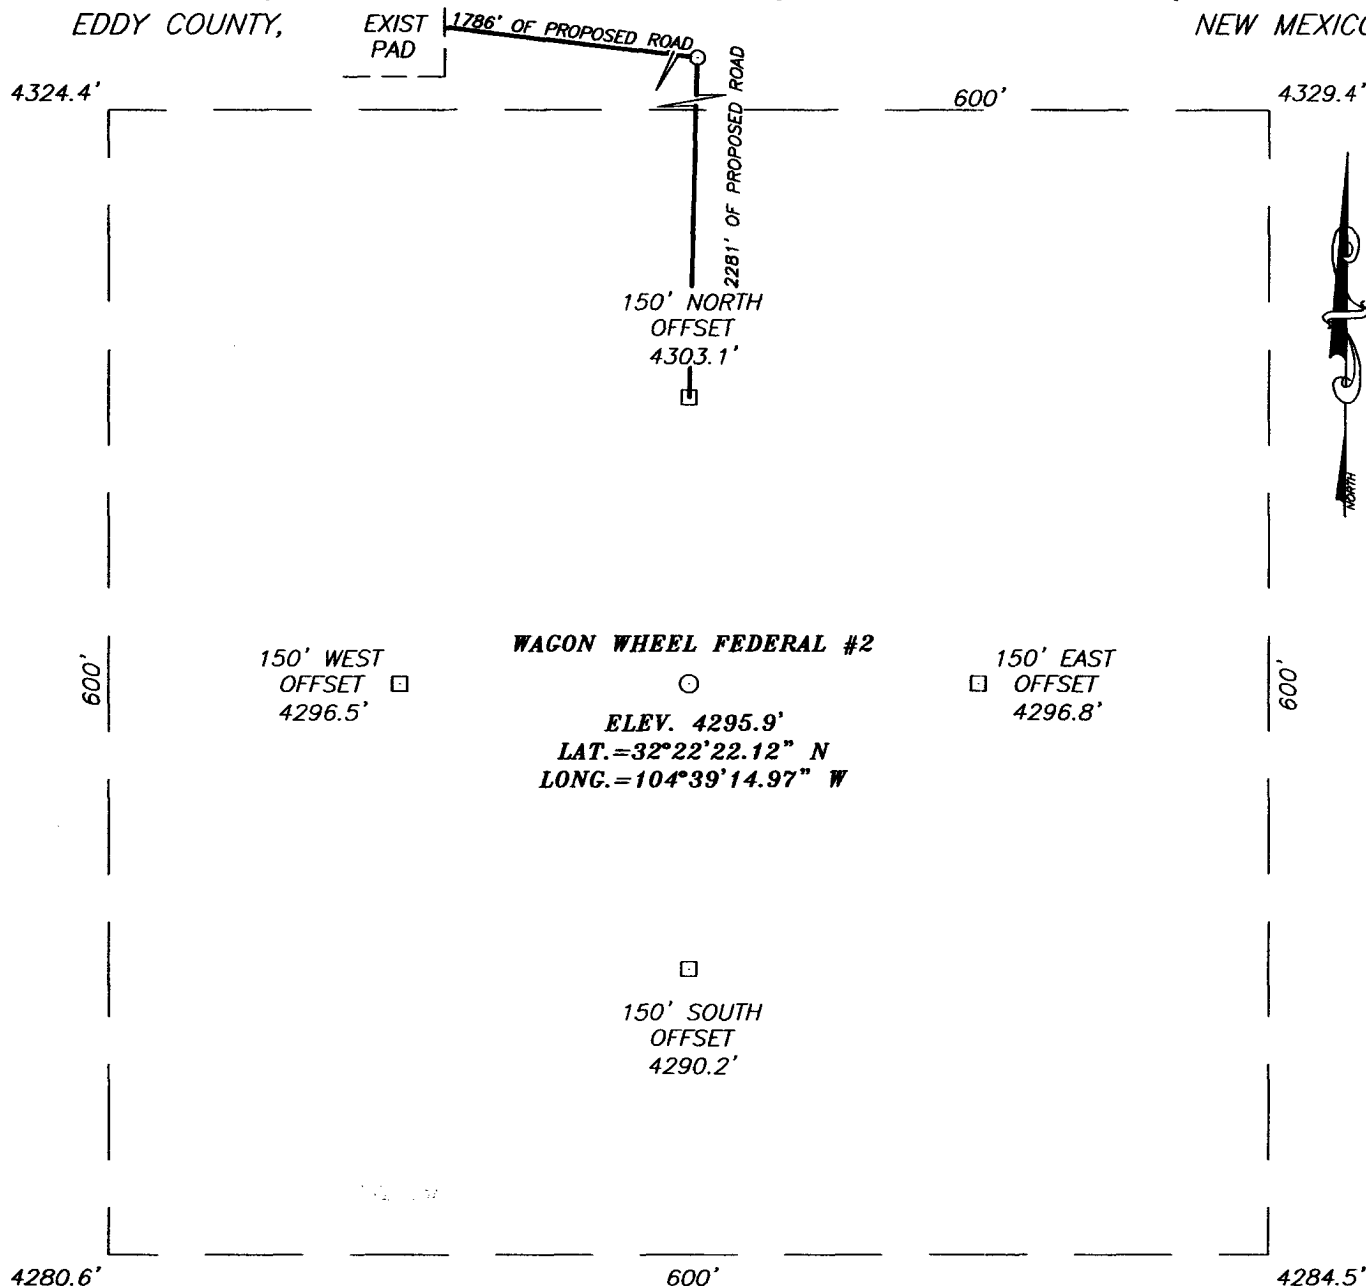 EDDY COUNTY,
NEW MEXICO
EXIST
PAD
1786' OF PROPOSED ROAD
2281' OF PROPOSED ROAD
4324.4'
600'
4329.4'
150' NORTH
OFFSET
4303.1'
NORTH
600'
150' WEST
OFFSET
4296.5'
WAGON WHEEL FEDERAL #2
ELEV. 4295.9'
LAT.=32°22'22.12" N
LONG.=104°39'14.97" W
150' EAST
OFFSET
4296.8'
600'
150' SOUTH
OFFSET
4290.2'
4280.6'
600'
4284.5'